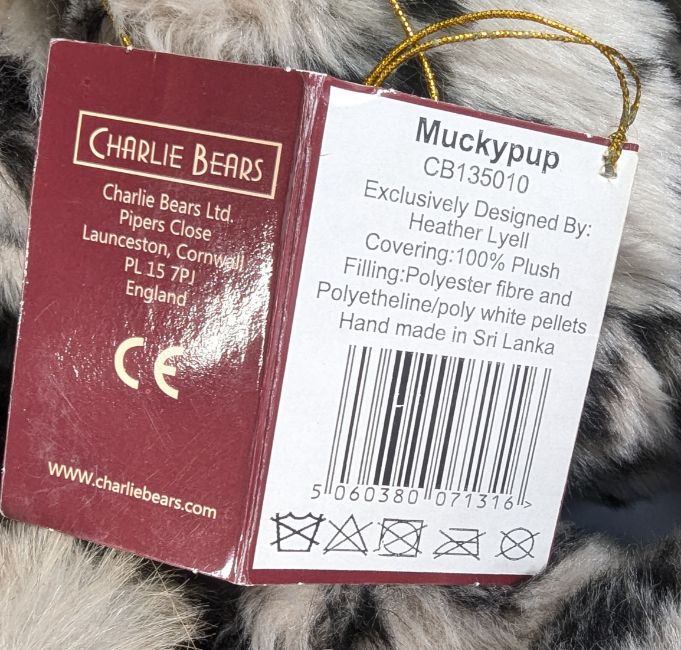 CHARLIE BEARS
Charlie Bears Ltd.
Pipers Close
Launceston, Cornwall
PL 15 7PJ
England
CE
www.charliebears.com
Muckypup
CB135010
Exclusively Designed By:
Heather Lyell
Covering:100% Plush
Filling:Polyester fibre and
Polyetheline/poly white pellets
Hand made in Sri Lanka
5 060380 071316 >